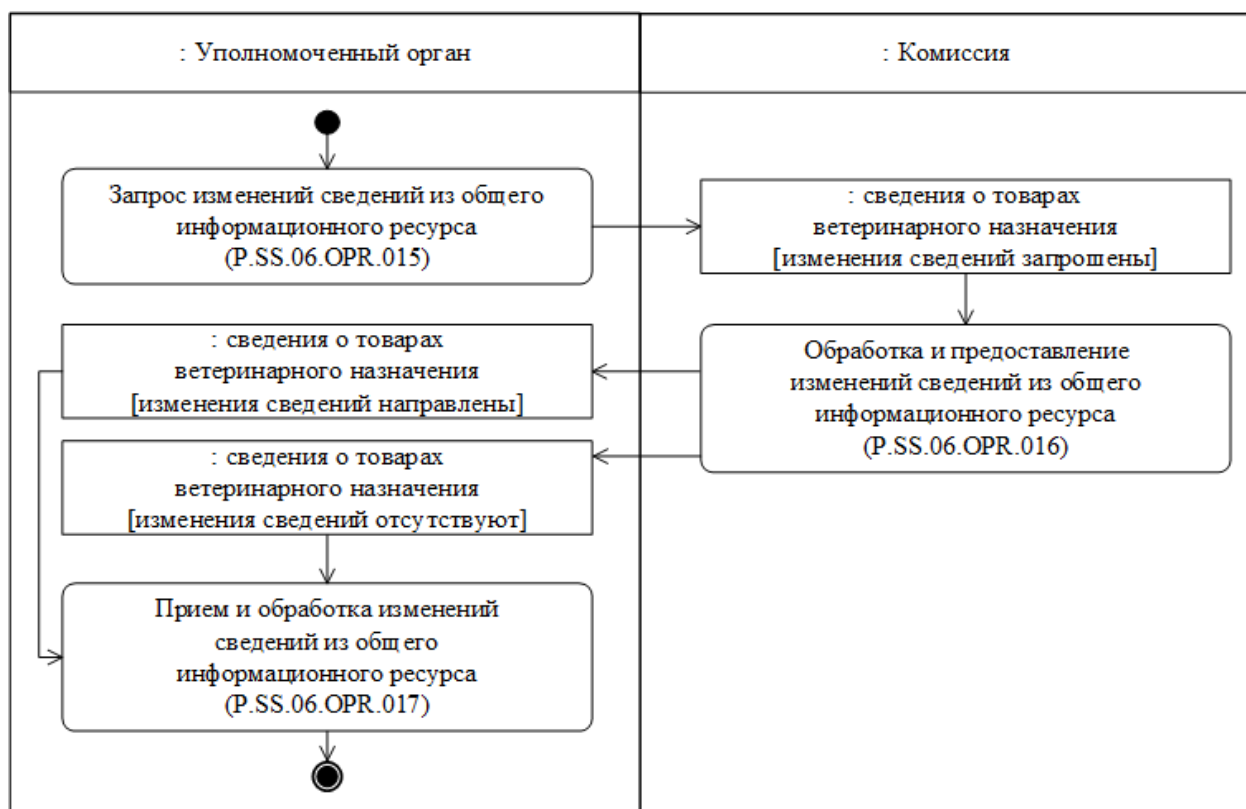 : Уполномоченный орган
: Комиссия
Запрос изменений сведений из общего
информационного ресурса
(P.SS.06.OPR.015)
: сведения о товарах
ветеринарного назначения
[изменения сведений запрошены]
: сведения о товарах
ветеринарного назначения
[изменения сведений направлены]
Обработка и предоставление
изменений сведений из общего
информационного ресурса
(P.SS.06.OPR.016)
: сведения о товарах
ветеринарного назначения
[изменения сведений отсутствуют]
Прием и обработка изменений
сведений из общего
информационного ресурса
(P.SS.06.OPR.017)